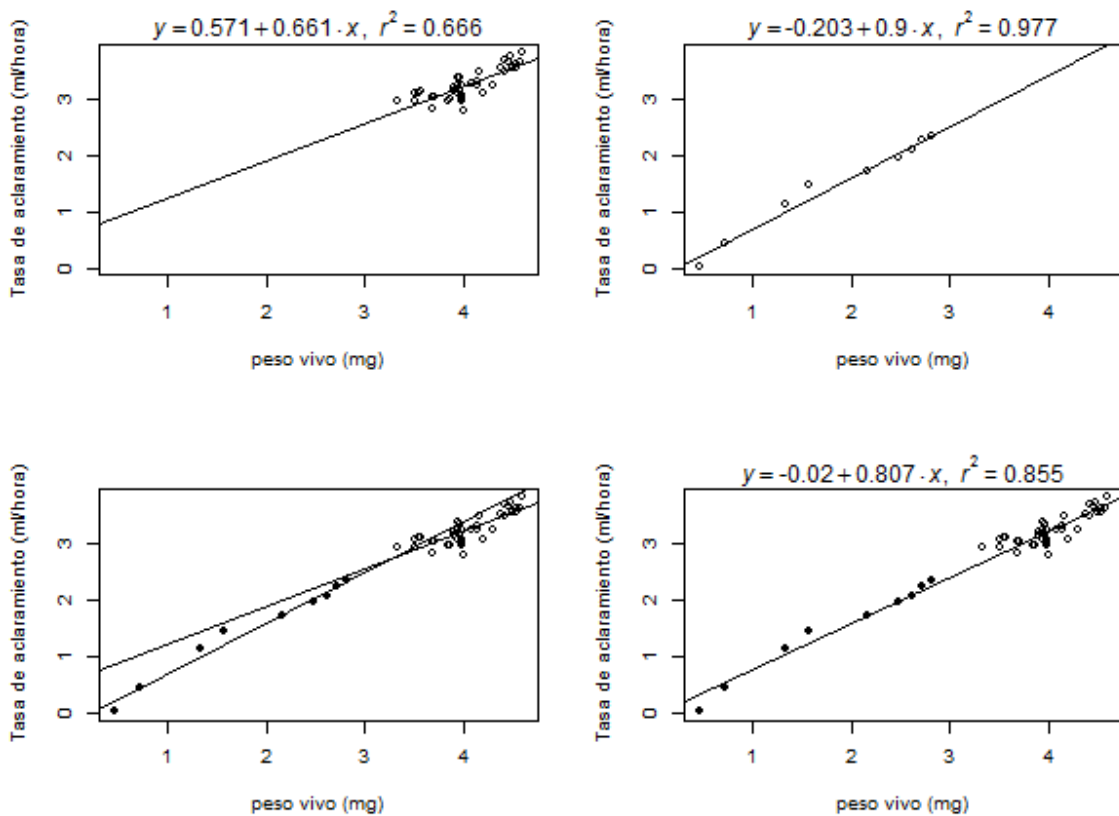 y = 0.571 + 0.661 · x, r² = 0.666
Tasa de aclaramiento (ml/hora)
3
2
1
0
1 2 3 4
peso vivo (mg)
y = -0.203 + 0.9 · x, r² = 0.977
Tasa de aclaramiento (ml/hora)
3
2
1
0
1 2 3 4
peso vivo (mg)
Tasa de aclaramiento (ml/hora)
3
2
1
0
1 2 3 4
peso vivo (mg)
y = -0.02 + 0.807 · x, r² = 0.855
Tasa de aclaramiento (ml/hora)
3
2
1
0
1 2 3 4
peso vivo (mg)